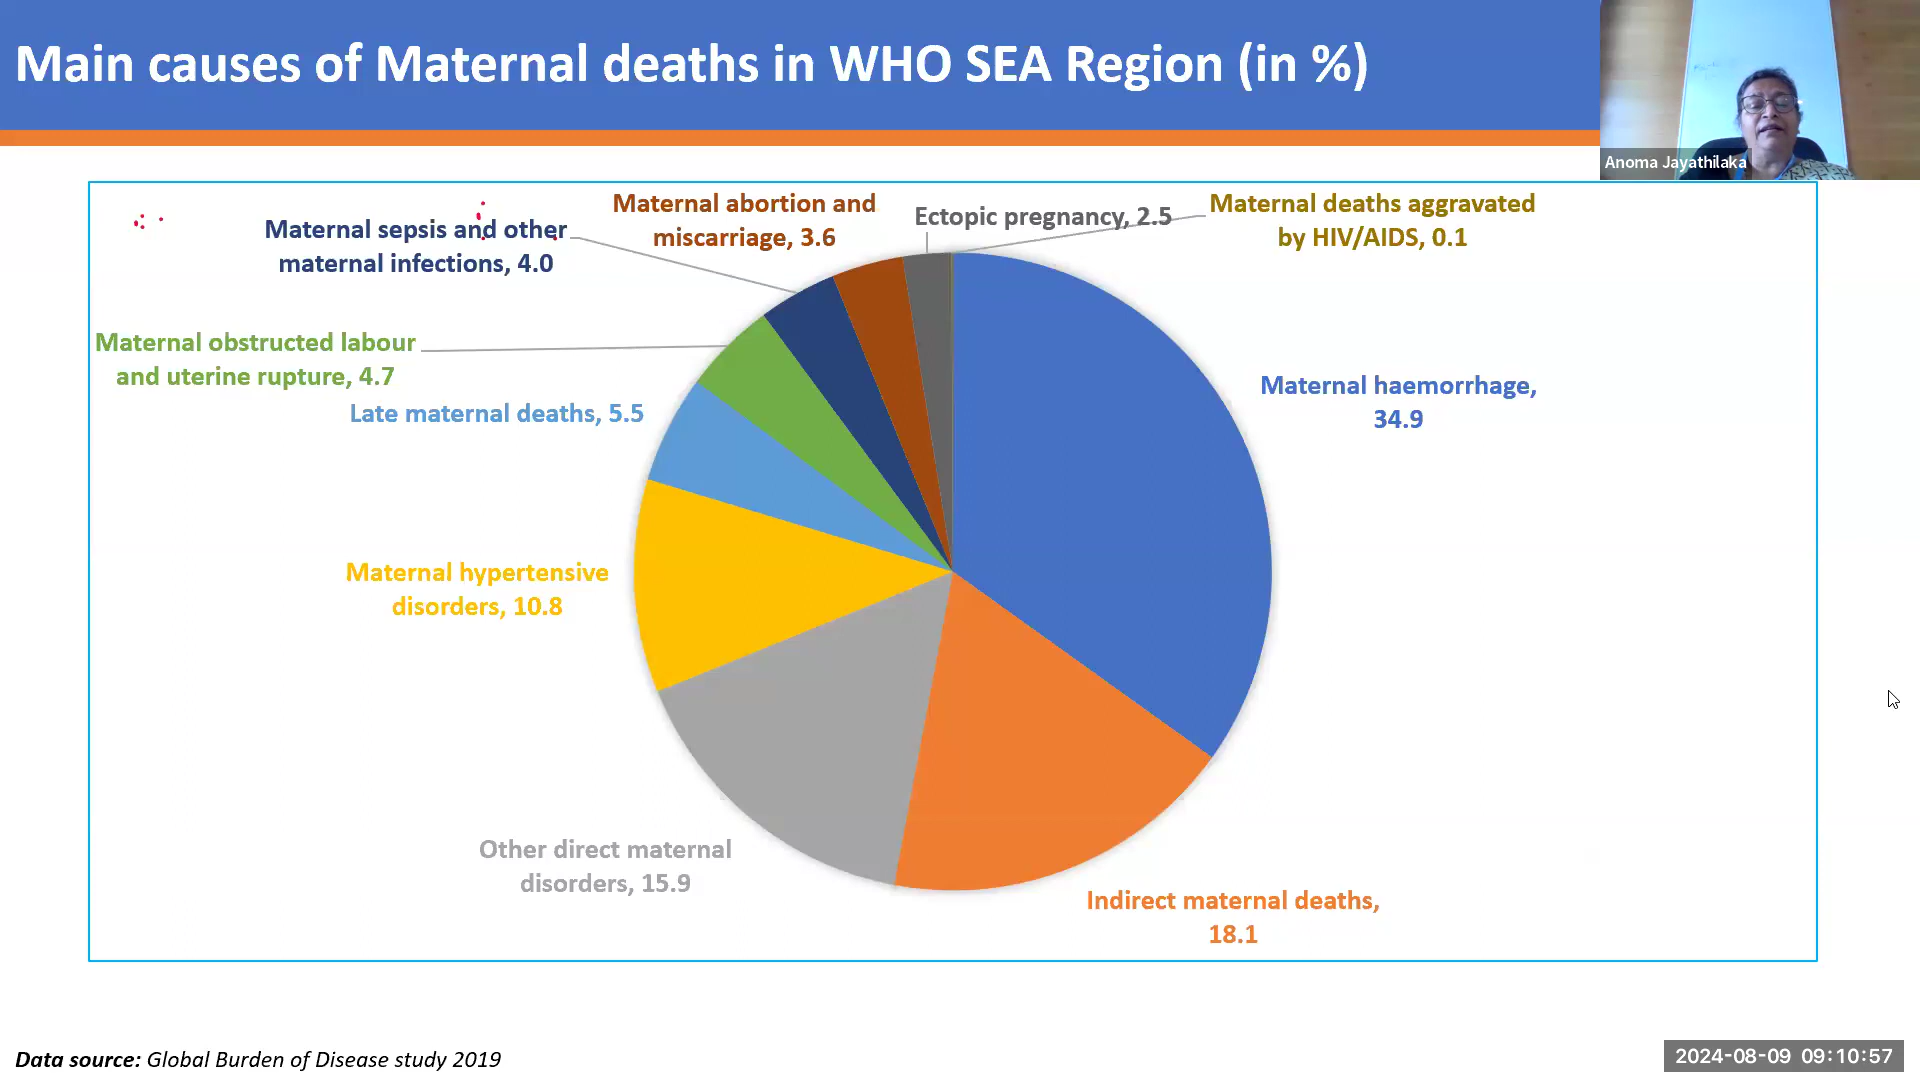 Main causes of Maternal deaths in WHO SEA Region (in %)
Anoma Jayathilaka
Maternal sepsis and other
maternal infections, 4.0
Maternal abortion and
miscarriage, 3.6
Ectopic pregnancy, 2.5
Maternal deaths aggravated
by HIV/AIDS, 0.1
Maternal obstructed labour
and uterine rupture, 4.7
Late maternal deaths, 5.5
Maternal haemorrhage,
34.9
Maternal hypertensive
disorders, 10.8
Other direct maternal
disorders, 15.9
Indirect maternal deaths,
18.1
Data source: Global Burden of Disease study 2019
2024-08-09 09:10:57